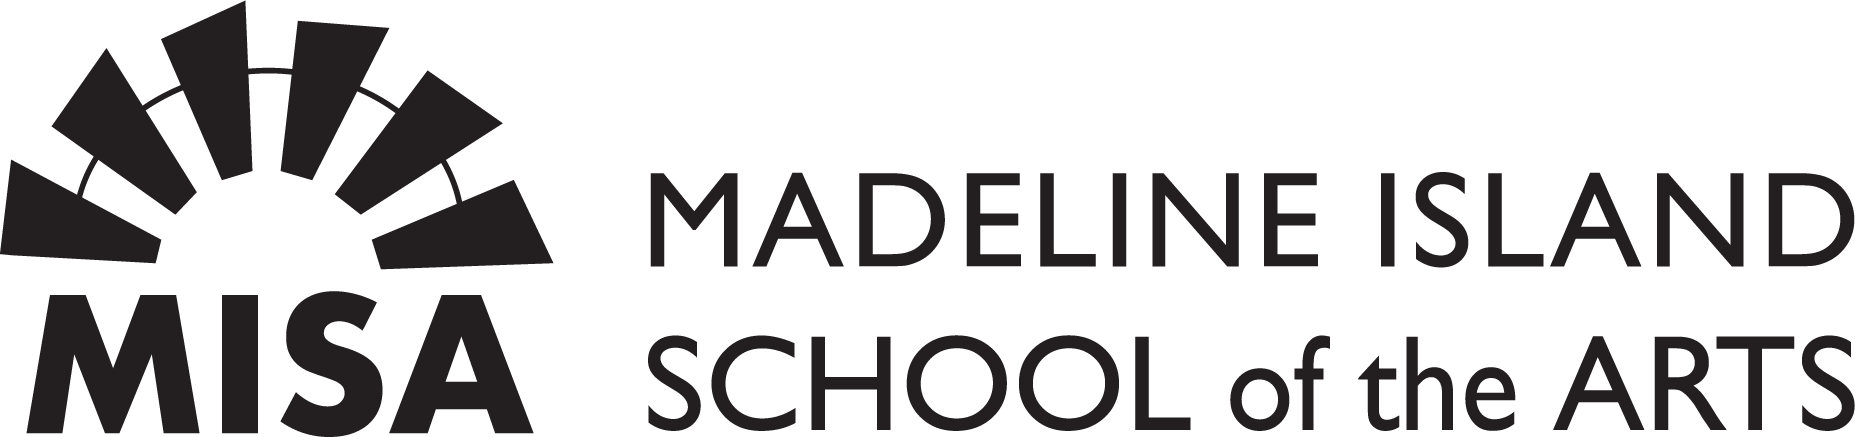 MISA
MADELINE ISLAND
SCHOOL of the ARTS